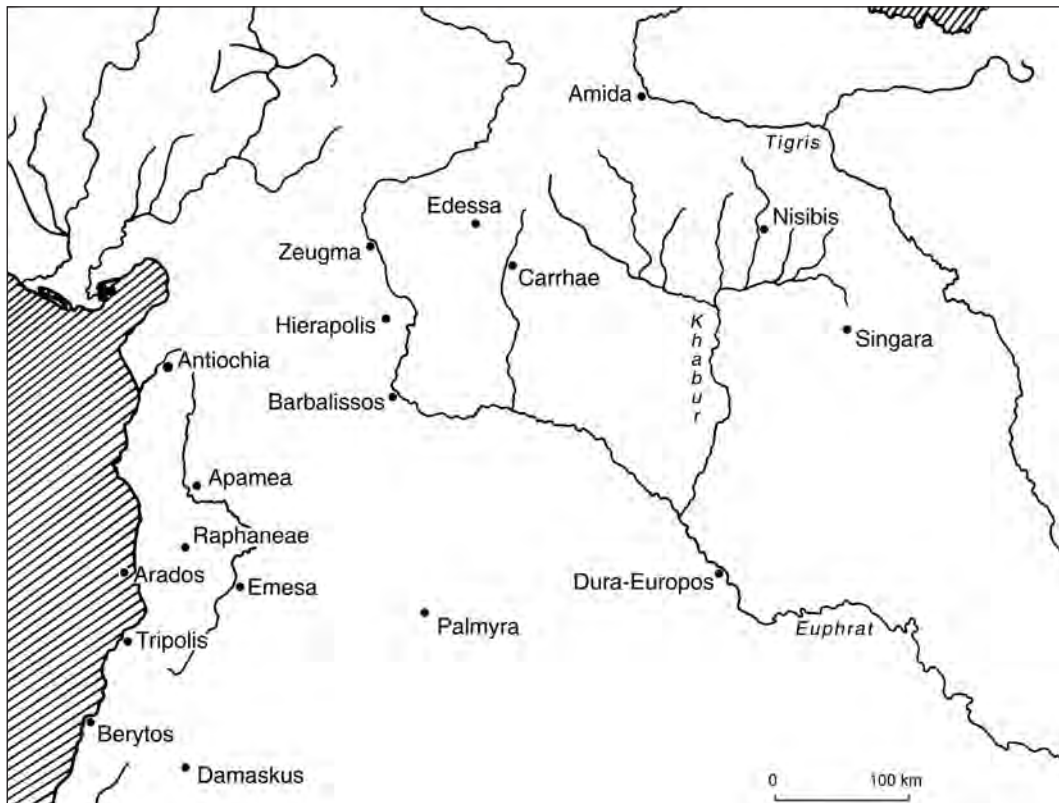 Amida
Tigris
Edessa
Nisibis
Zeugma
Carrhae
Hierapolis
Khabur
Singara
Antiochia
Barbalissos
Apamea
Raphaneae
Arados
Emesa
Dura-Europos
Palmyra
Euphrat
Tripolis
Berytos
Damaskus
0 100 km